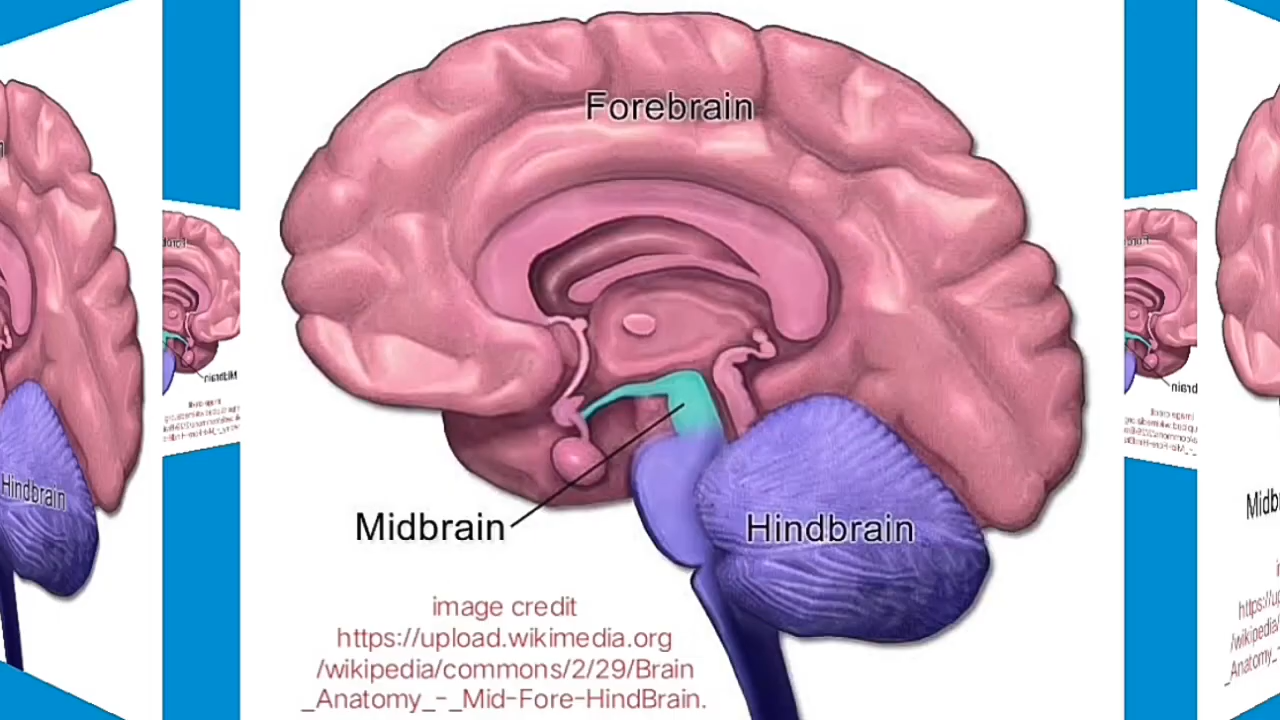 Forebrain
Midbrain
Hindbrain
image credit
https://upload.wikimedia.org
/wikipedia/commons/2/29/Brain
_Anatomy_-_Mid-Fore-HindBrain.
Hindbrain